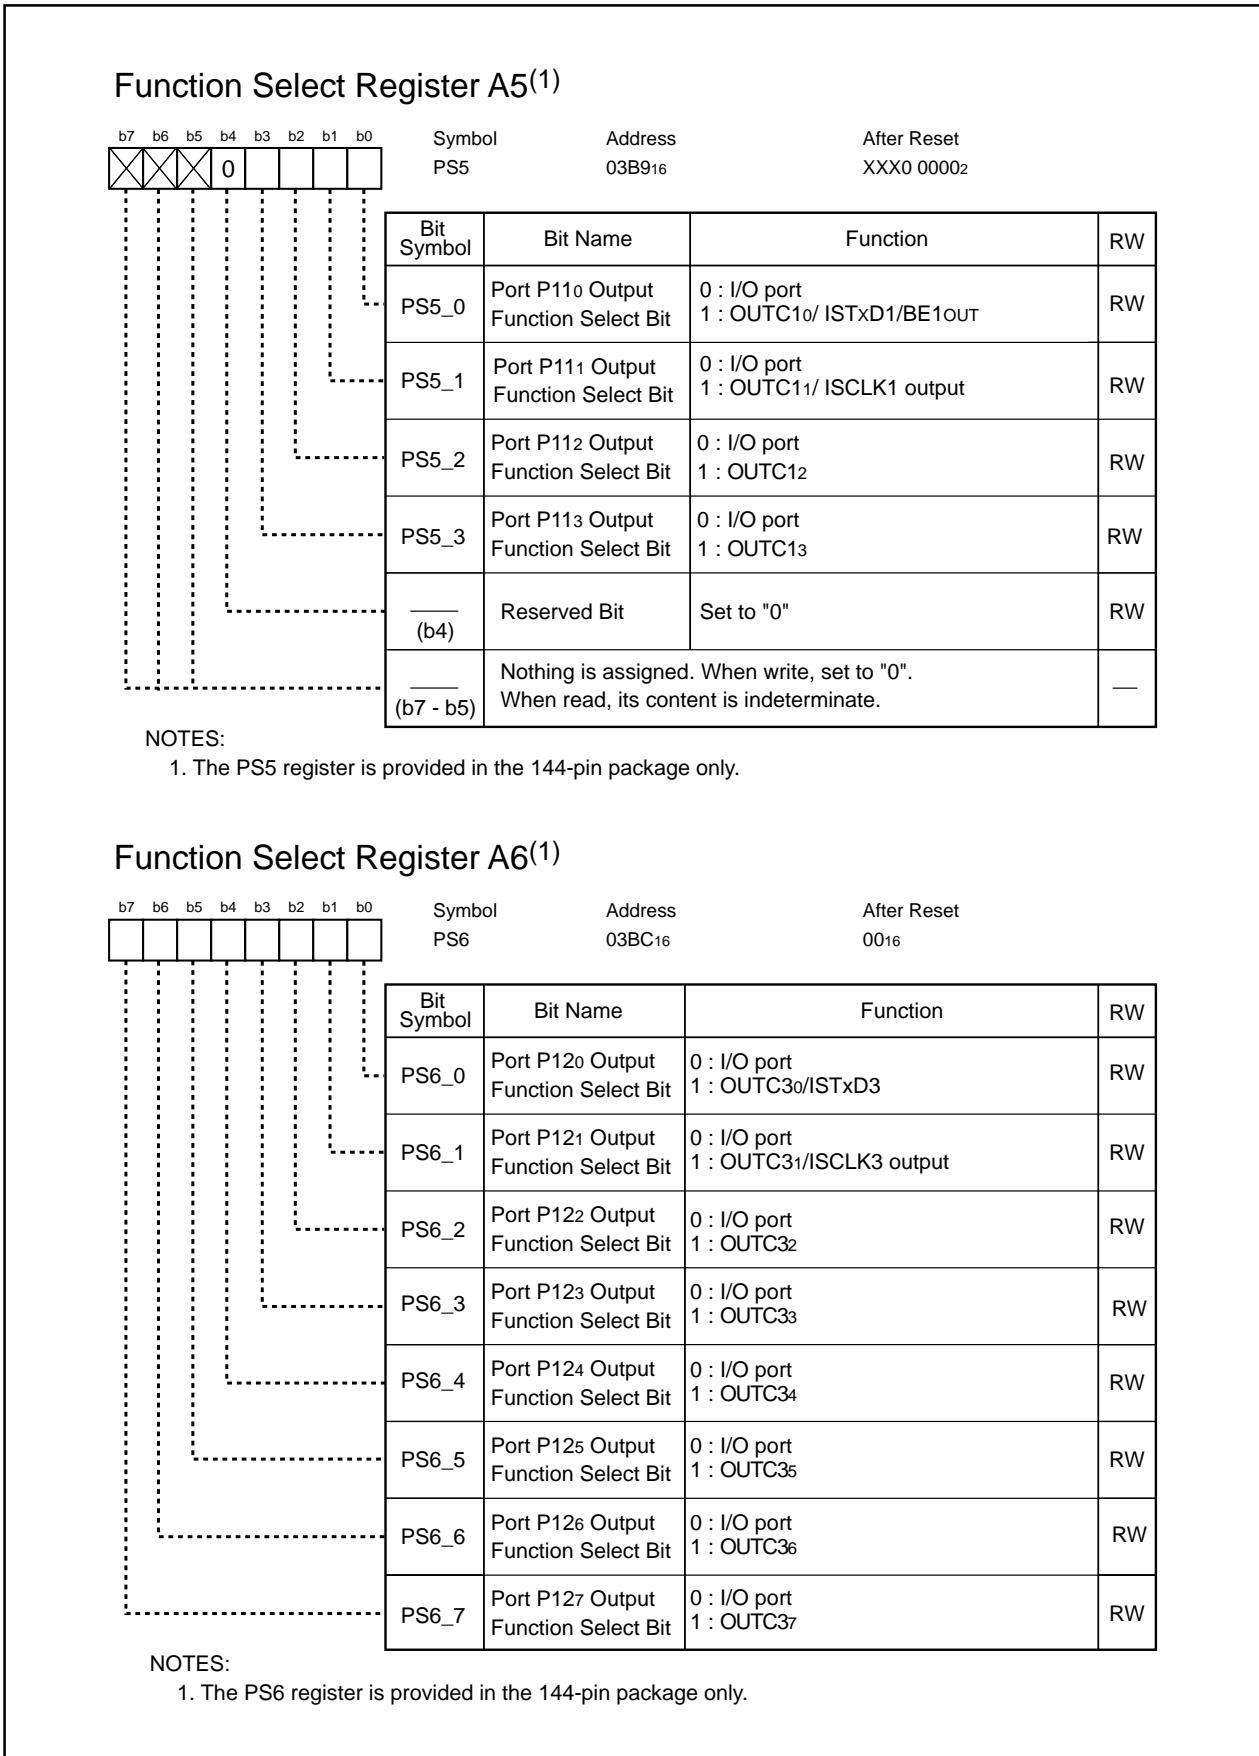 Function Select Register A5(1)
b7 b6 b5 b4 b3 b2 b1 b0
Symbol Address After Reset
0
PS5 03B916 XXX0 00002
Bit Symbol Bit Name Function RW
PS5_0 Port P110 Output Function Select Bit 0 : I/O port 1 : OUTC10/ ISTxD1/BE1OUT RW
PS5_1 Port P111 Output Function Select Bit 0 : I/O port 1 : OUTC11/ ISCLK1 output RW
PS5_2 Port P112 Output Function Select Bit 0 : I/O port 1 : OUTC12 RW
PS5_3 Port P113 Output Function Select Bit 0 : I/O port 1 : OUTC13 RW
(b4) Reserved Bit Set to "0" RW
(b7 - b5) Nothing is assigned. When write, set to "0".
When read, its content is indeterminate. —
NOTES:
1. The PS5 register is provided in the 144-pin package only.
Function Select Register A6(1)
b7 b6 b5 b4 b3 b2 b1 b0
Symbol Address After Reset
PS6 03BC16 0016
Bit Symbol Bit Name Function RW
PS6_0 Port P120 Output Function Select Bit 0 : I/O port 1 : OUTC30/ISTxD3 RW
PS6_1 Port P121 Output Function Select Bit 0 : I/O port 1 : OUTC31/ISCLK3 output RW
PS6_2 Port P122 Output Function Select Bit 0 : I/O port 1 : OUTC32 RW
PS6_3 Port P123 Output Function Select Bit 0 : I/O port 1 : OUTC33 RW
PS6_4 Port P124 Output Function Select Bit 0 : I/O port 1 : OUTC34 RW
PS6_5 Port P125 Output Function Select Bit 0 : I/O port 1 : OUTC35 RW
PS6_6 Port P126 Output Function Select Bit 0 : I/O port 1 : OUTC36 RW
PS6_7 Port P127 Output Function Select Bit 0 : I/O port 1 : OUTC37 RW
NOTES:
1. The PS6 register is provided in the 144-pin package only.